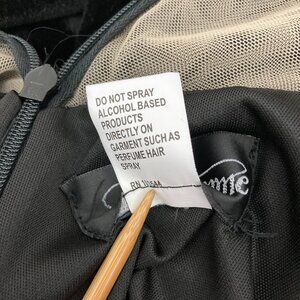 DO NOT SPRAY
ALCOHOL BASED
PRODUCTS
DIRECTLY ON
GARMENT SUCH AS
PERFUME HAIR
SPRAY